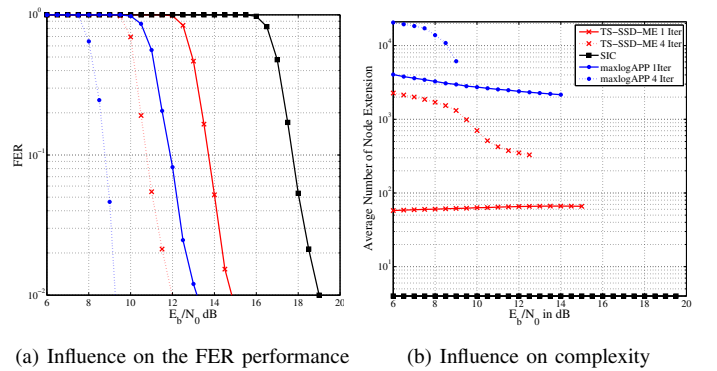 10^0
10^-1
10^-2
FER
6 8 10 12 14 16 18 20
E_b/N_0 dB
(a) Influence on the FER performance
10^4
10^3
10^2
10^1
Average Number of Node Extension
TS-SSD-ME 1 Iter
TS-SSD-ME 4 Iter
SIC
maxlogAPP 1Iter
maxlogAPP 4 Iter
6 8 10 12 14 16 18 20
E_b/N_0 in dB
(b) Influence on complexity